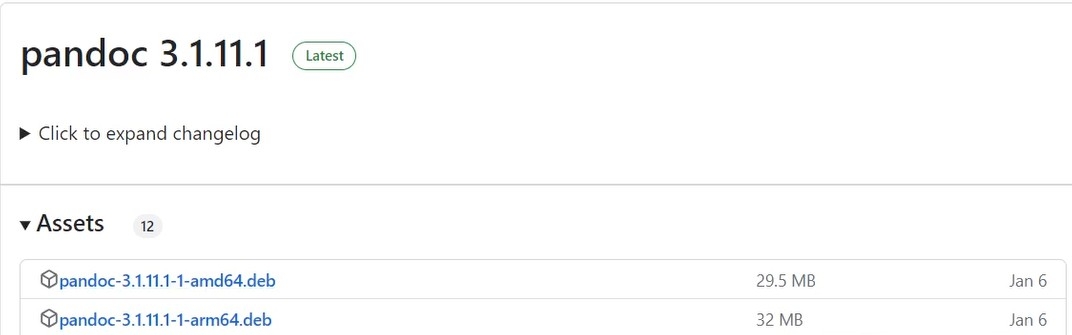 pandoc 3.1.11.1 Latest
Click to expand changelog
Assets 12
pandoc-3.1.11.1-1-amd64.deb 29.5 MB Jan 6
pandoc-3.1.11.1-1-arm64.deb 32 MB Jan 6